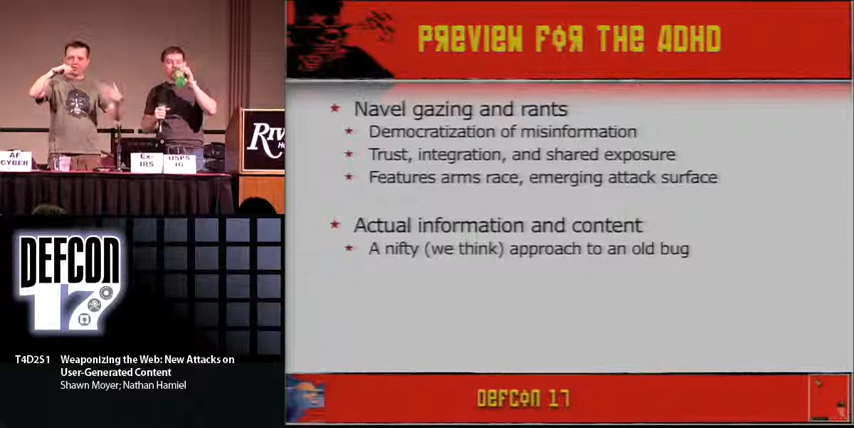 PREVIEW FOR THE ADHD
Navel gazing and rants
Democratization of misinformation
Trust, integration, and shared exposure
Features arms race, emerging attack surface
Actual information and content
A nifty (we think) approach to an old bug
DEFCON 17
AF
CYBER
Ex-
IRS
USPS
IG
DEFCON
17
T4D2S1 Weaponizing the Web: New Attacks on
User-Generated Content
Shawn Moyer; Nathan Hamiel